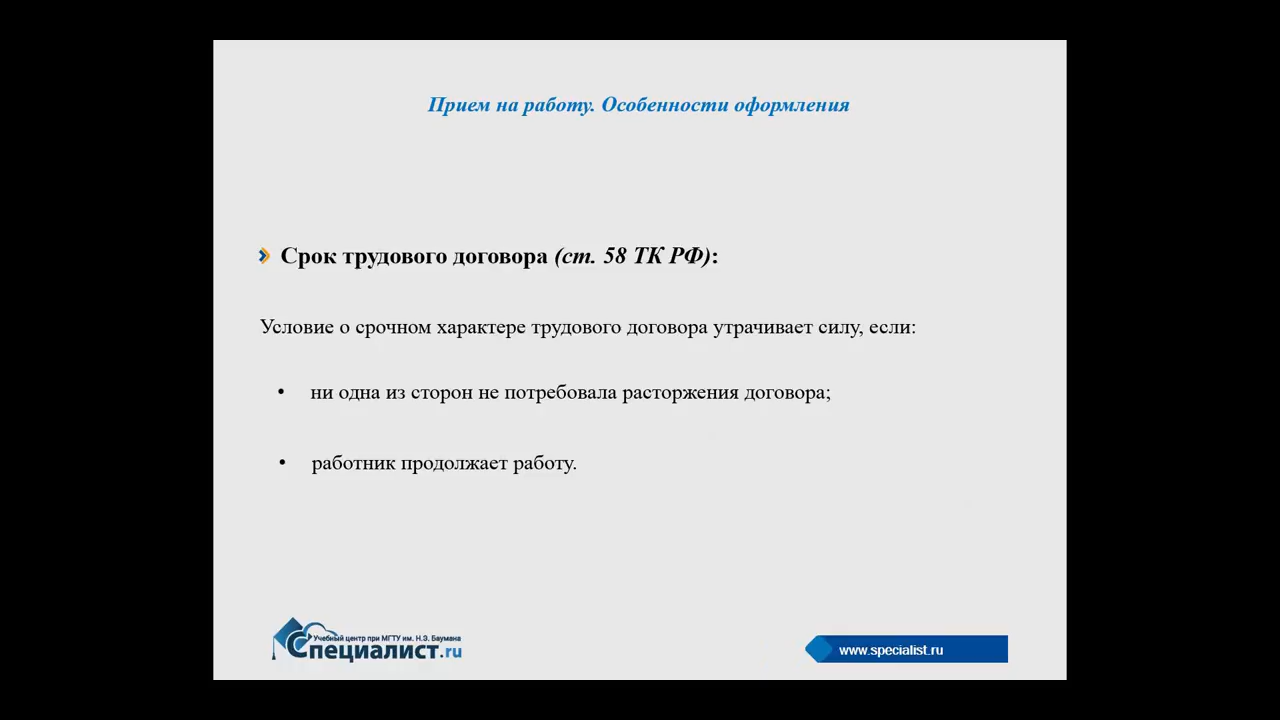 Прием на работу. Особенности оформления
Срок трудового договора (ст. 58 ТК РФ):
Условие о срочном характере трудового договора утрачивает силу, если:
• ни одна из сторон не потребовала расторжения договора;
• работник продолжает работу.
Учебный центр при МГТУ им. Н.Э. Баумана
Специалист.ru
www.specialist.ru